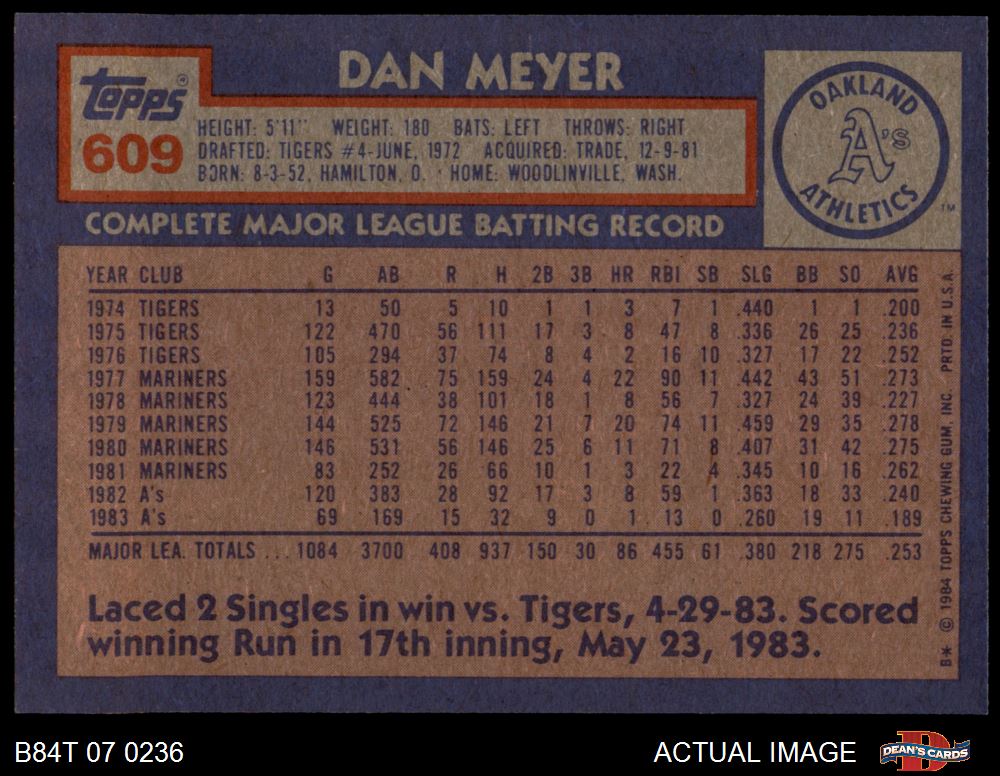 DAN MEYER
Topps®
609
HEIGHT: 5'11" WEIGHT: 180 BATS: LEFT THROWS: RIGHT
DRAFTED: TIGERS #4-JUNE, 1972 ACQUIRED: TRADE, 12-9-81
BORN: 8-3-52, HAMILTON, O. · HOME: WOODLINVILLE, WASH.
OAKLAND
A's
ATHLETICS
TM
COMPLETE MAJOR LEAGUE BATTING RECORD
YEAR CLUB G AB R H 2B 3B HR RBI SB SLG BB SO AVG
1974 TIGERS 13 50 5 10 1 1 3 7 1 .440 1 1 .200
1975 TIGERS 122 470 56 111 17 3 8 47 8 .336 26 25 .236
1976 TIGERS 105 294 37 74 8 4 2 16 10 .327 17 22 .252
1977 MARINERS 159 582 75 159 24 4 22 90 11 .442 43 51 .273
1978 MARINERS 123 444 38 101 18 1 8 56 7 .327 24 39 .227
1979 MARINERS 144 525 72 146 21 7 20 74 11 .459 29 35 .278
1980 MARINERS 146 531 56 146 25 6 11 71 8 .407 31 42 .275
1981 MARINERS 83 252 26 66 10 1 3 22 4 .345 10 16 .262
1982 A's 120 383 28 92 17 3 8 59 1 .363 18 33 .240
1983 A's 69 169 15 32 9 0 1 13 0 .260 19 11 .189
MAJOR LEA. TOTALS ... 1084 3700 408 937 150 30 86 455 61 .380 218 275 .253
Laced 2 Singles in win vs. Tigers, 4-29-83. Scored
winning Run in 17th inning, May 23, 1983.
B* © 1984 TOPPS CHEWING GUM, INC. PRTD. IN U.S.A.
B84T 07 0236
ACTUAL IMAGE
D
DEAN'S CARDS